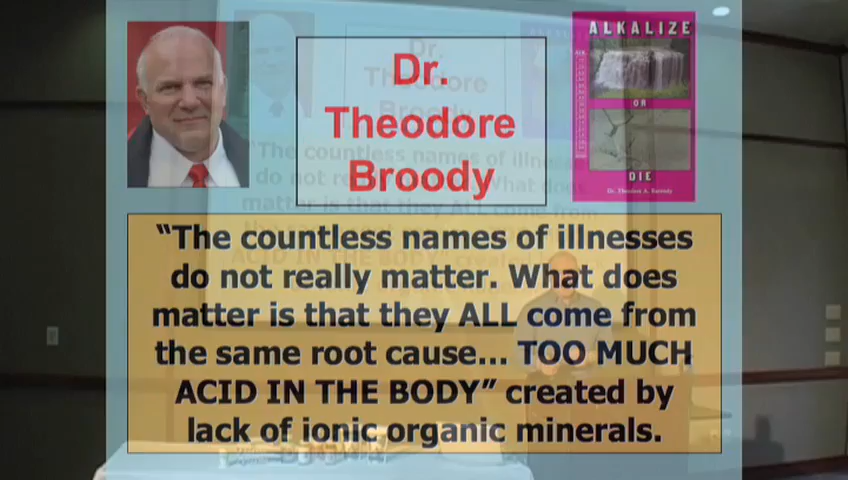 Dr.
Theodore
Broody
ALKALIZE
OR
DIE
“The countless names of illnesses
do not really matter. What does
matter is that they ALL come from
the same root cause... TOO MUCH
ACID IN THE BODY” created by
lack of ionic organic minerals.